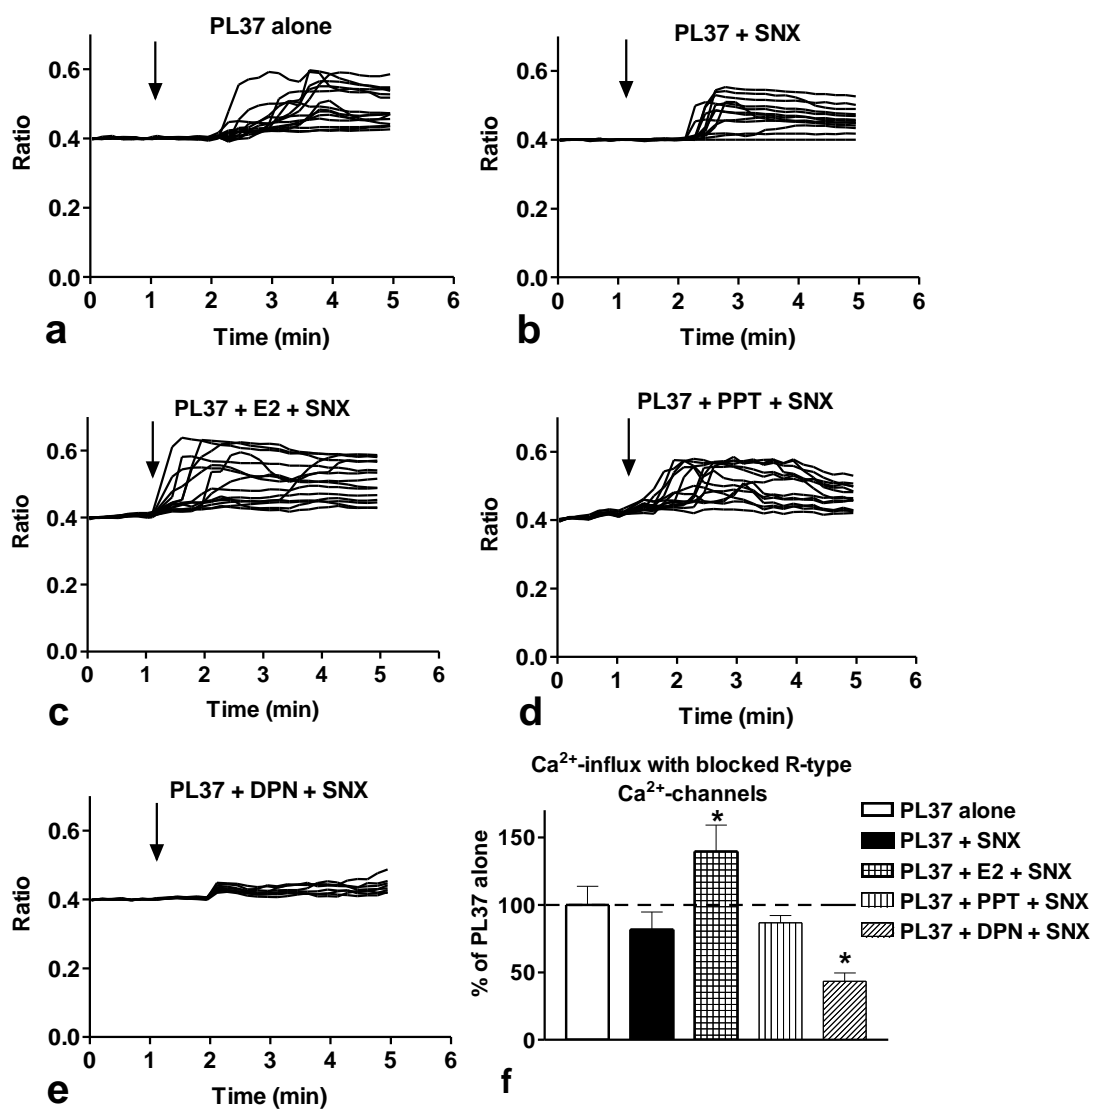 PL37 alone
0.6
0.4
0.2
0.0
Ratio
0 1 2 3 4 5 6
Time (min)
a
PL37 + SNX
0.6
0.4
0.2
0.0
Ratio
0 1 2 3 4 5 6
Time (min)
b
PL37 + E2 + SNX
0.6
0.4
0.2
0.0
Ratio
0 1 2 3 4 5 6
Time (min)
c
PL37 + PPT + SNX
0.6
0.4
0.2
0.0
Ratio
0 1 2 3 4 5 6
Time (min)
d
PL37 + DPN + SNX
0.6
0.4
0.2
0.0
Ratio
0 1 2 3 4 5 6
Time (min)
e
Ca²⁺-influx with blocked R-type
Ca²⁺-channels
150
100
50
0
% of PL37 alone
*
*
PL37 alone
PL37 + SNX
PL37 + E2 + SNX
PL37 + PPT + SNX
PL37 + DPN + SNX
f